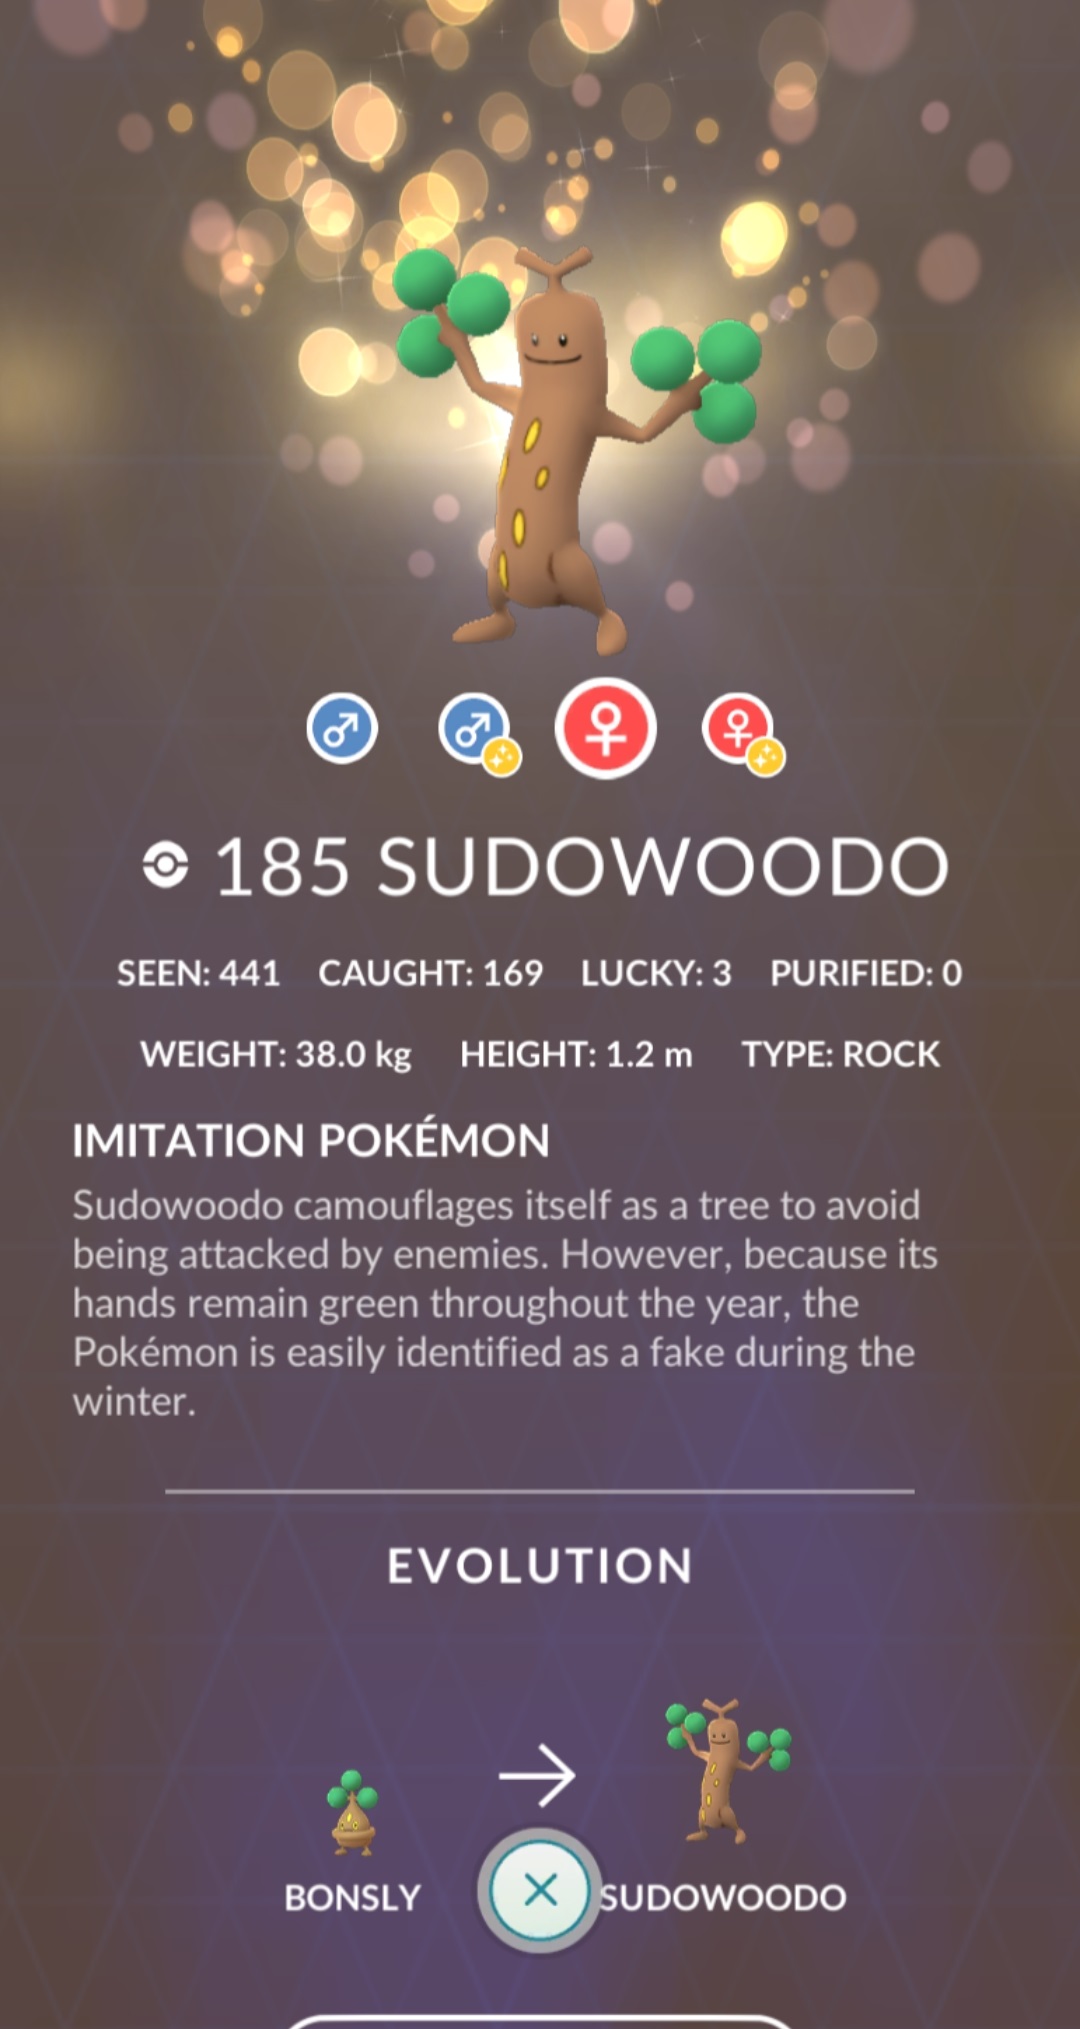 185 SUDOWOODO
SEEN: 441 CAUGHT: 169 LUCKY: 3 PURIFIED: 0
WEIGHT: 38.0 kg HEIGHT: 1.2 m TYPE: ROCK
IMITATION POKÉMON
Sudowoodo camouflages itself as a tree to avoid
being attacked by enemies. However, because its
hands remain green throughout the year, the
Pokémon is easily identified as a fake during the
winter.
EVOLUTION
BONSLY SUDOWOODO